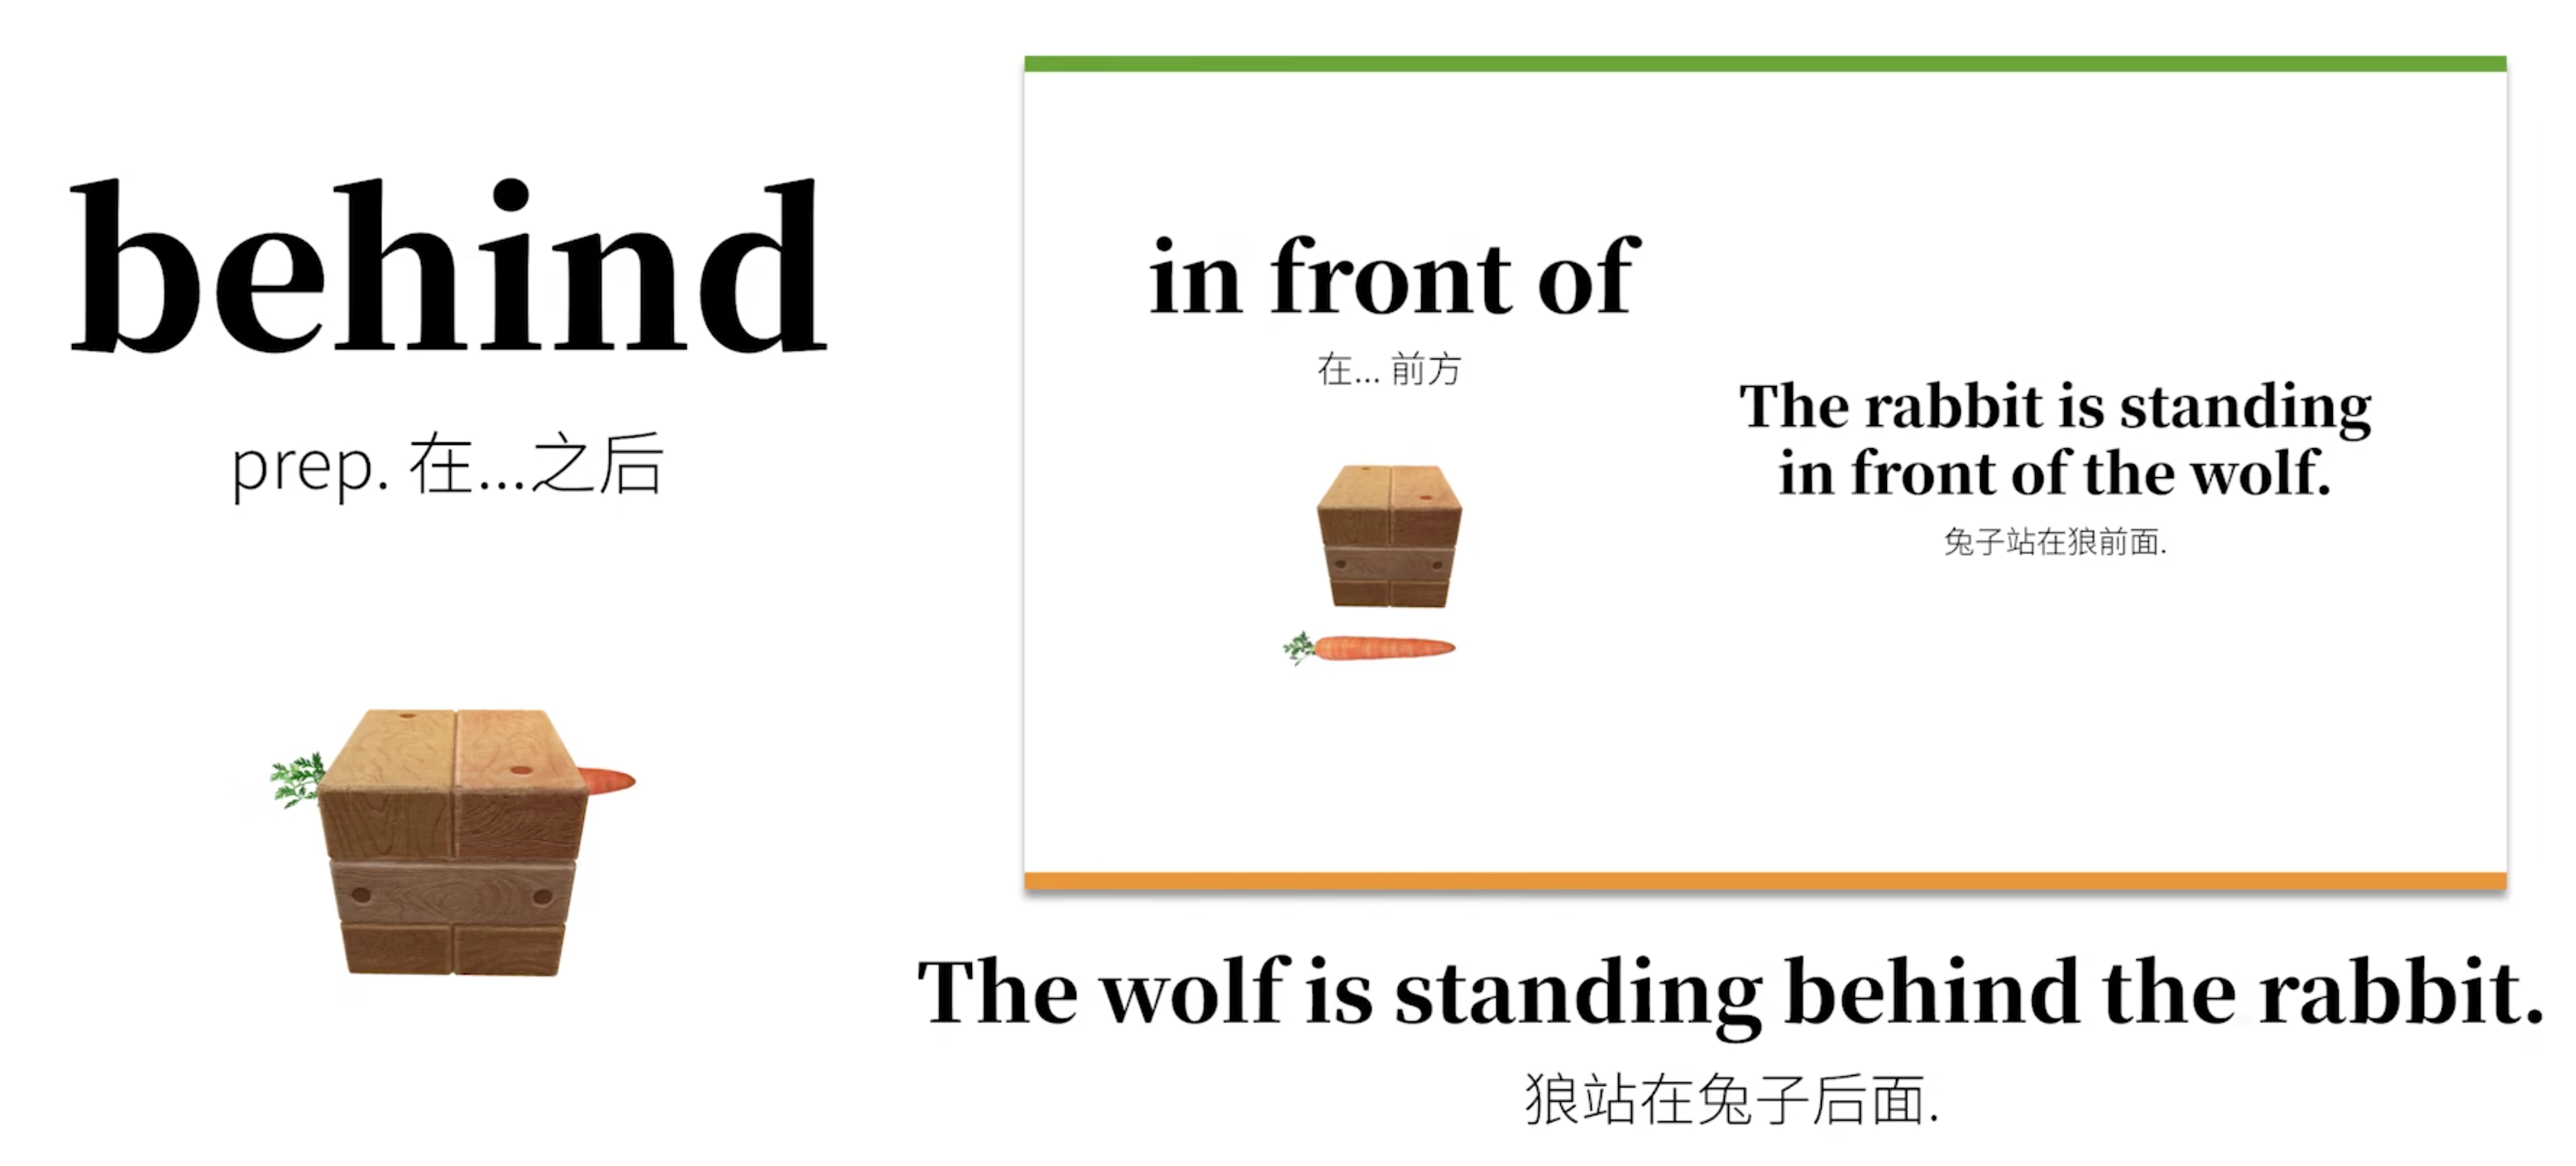 behind
prep. 在...之后
in front of
在... 前方
The rabbit is standing
in front of the wolf.
兔子站在狼前面.
The wolf is standing behind the rabbit.
狼站在兔子后面.